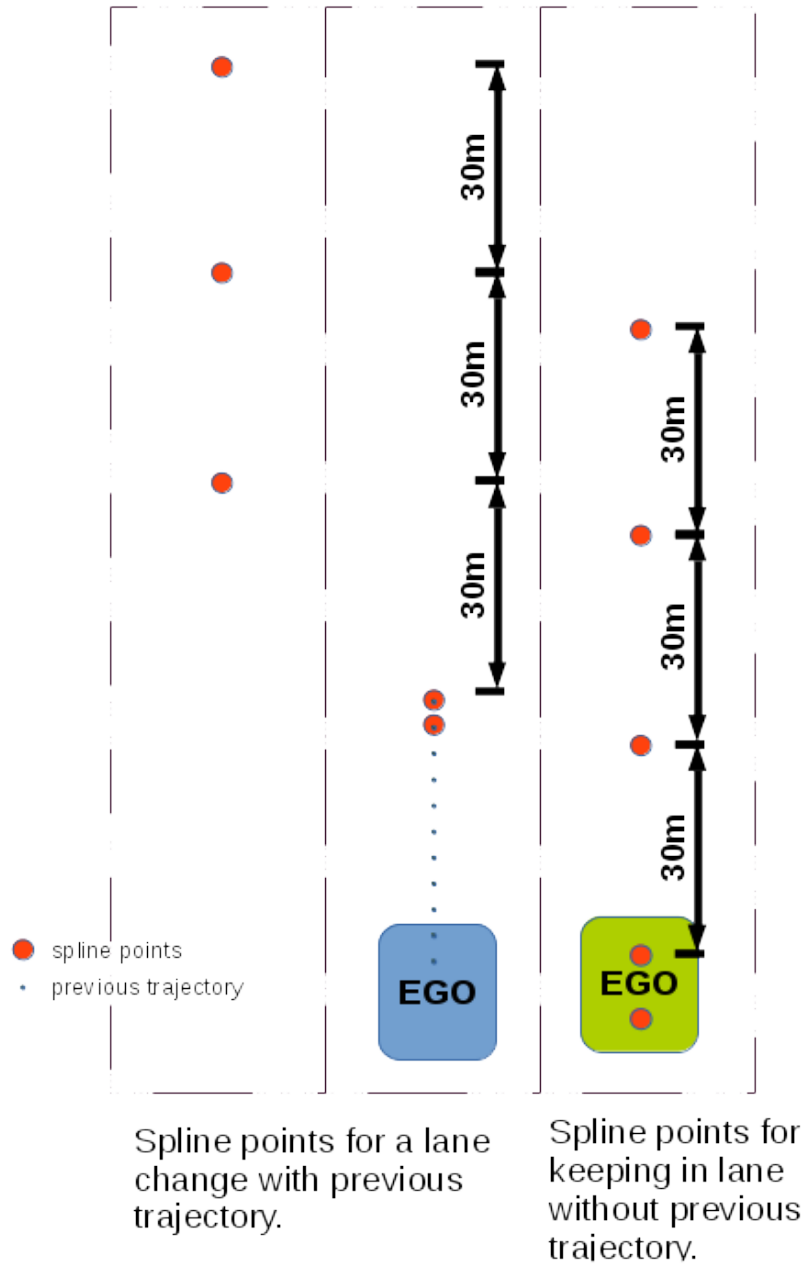 30m
30m
30m
30m
30m
30m
spline points
previous trajectory
EGO
EGO
Spline points for a lane
change with previous
trajectory.
Spline points for
keeping in lane
without previous
trajectory.